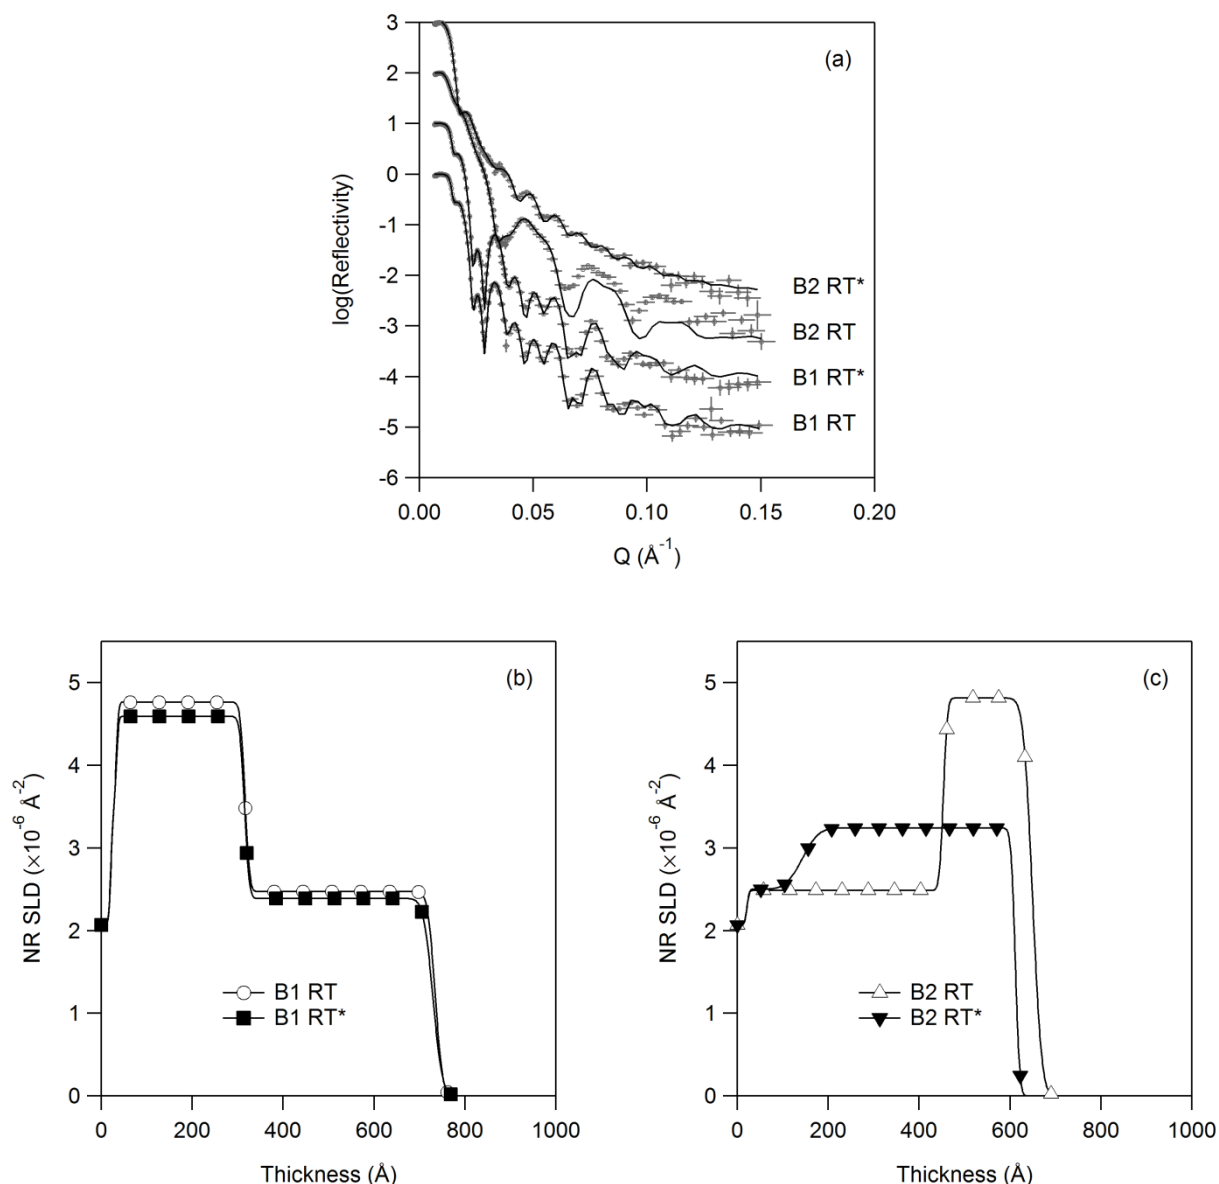 (a)
3
2
1
0
-1
-2
-3
-4
-5
-6
log(Reflectivity)
B2 RT*
B2 RT
B1 RT*
B1 RT
0.00 0.05 0.10 0.15 0.20
Q (Å⁻¹)
(b)
5
4
3
2
1
0
NR SLD (×10⁻⁶ Å⁻²)
B1 RT
B1 RT*
0 200 400 600 800 1000
Thickness (Å)
(c)
5
4
3
2
1
0
NR SLD (×10⁻⁶ Å⁻²)
B2 RT
B2 RT*
0 200 400 600 800 1000
Thickness (Å)